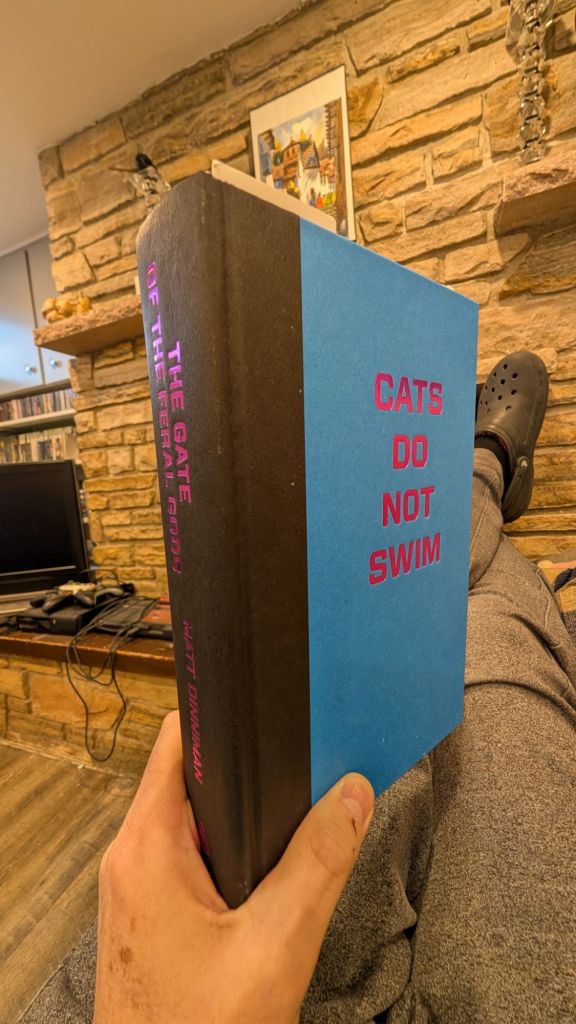 THE GATE
OF THE FERAL GODS
MATT DINNIMAN
CATS
DO
NOT
SWIM